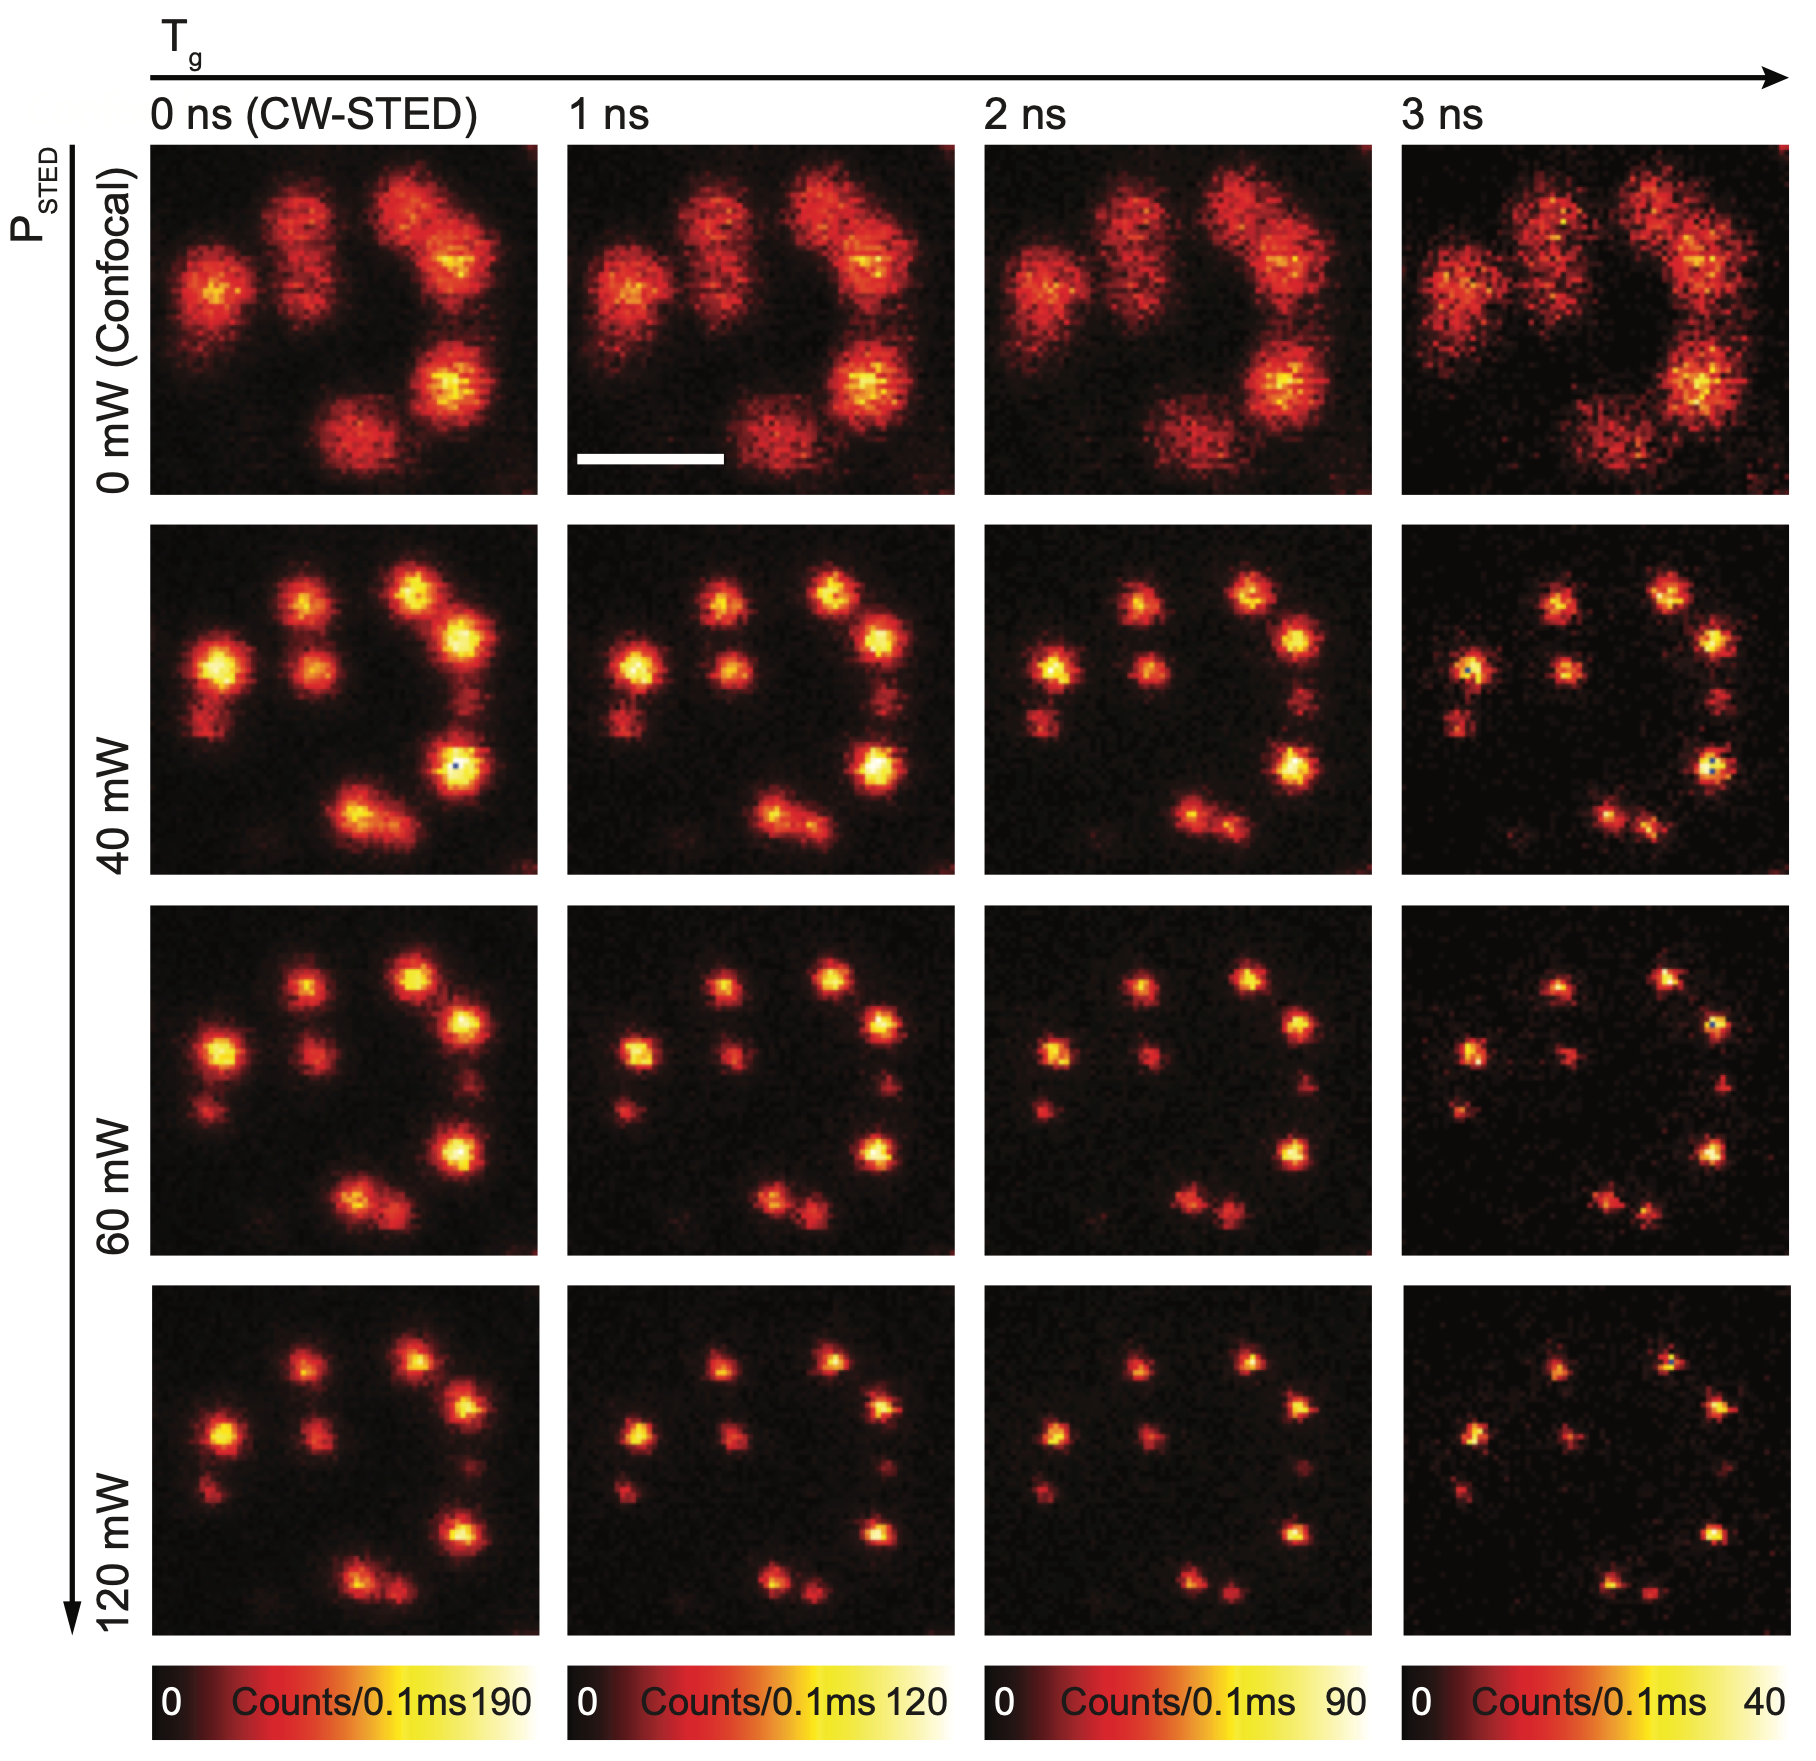 Tg
0 ns (CW-STED)
1 ns
2 ns
3 ns
PSTED
0 mW (Confocal)
40 mW
60 mW
120 mW
0 Counts/0.1ms 190
0 Counts/0.1ms 120
0 Counts/0.1ms 90
0 Counts/0.1ms 40